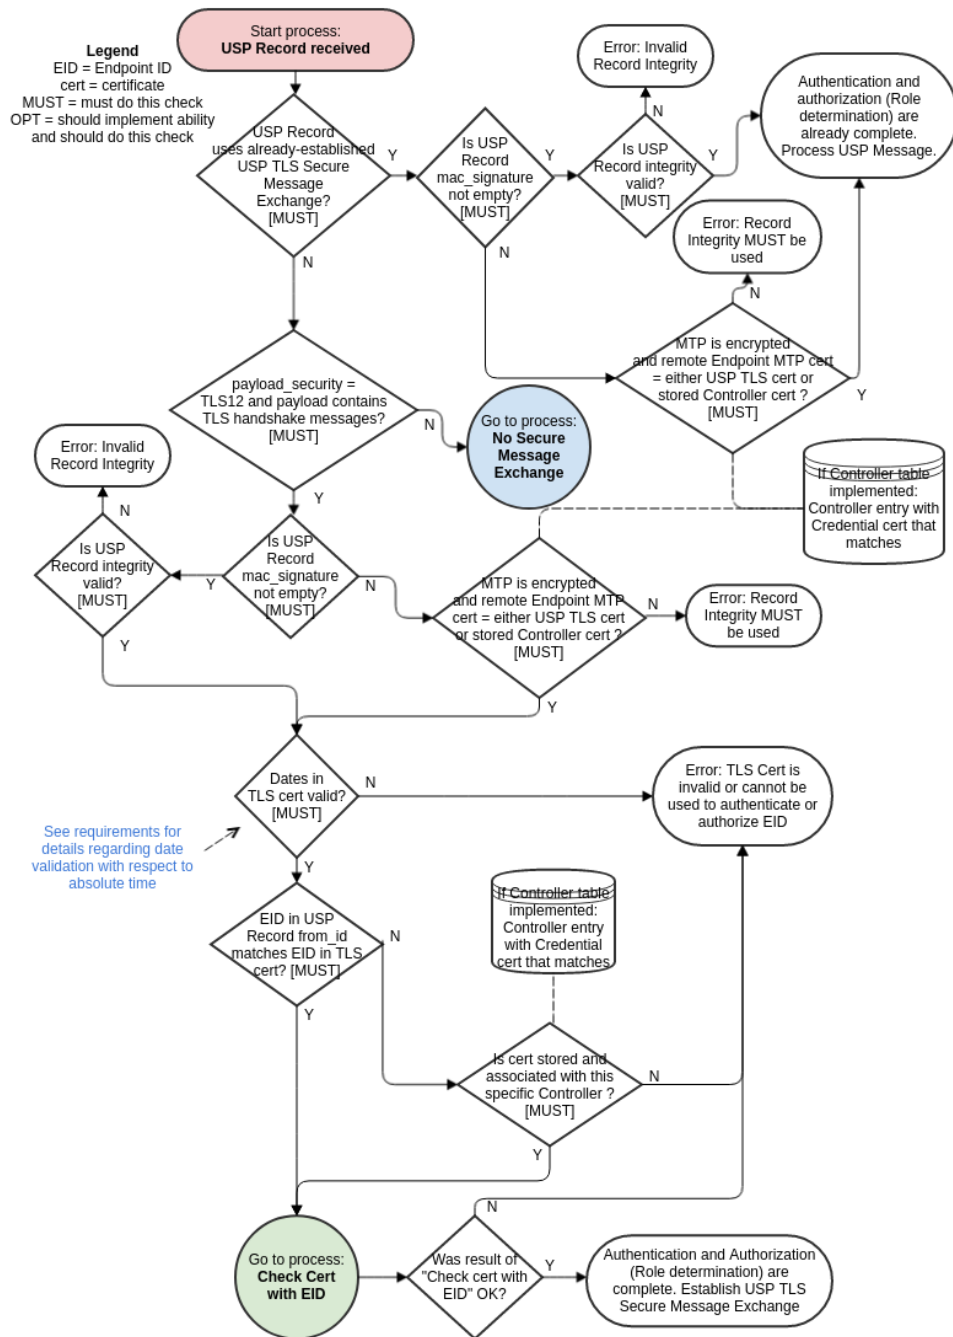 Legend
EID = Endpoint ID
cert = certificate
MUST = must do this check
OPT = should implement ability
and should do this check
Start process:
USP Record received
USP Record
uses already-established
USP TLS Secure
Message
Exchange?
[MUST]
Y
N
Is USP
Record
mac_signature
not empty?
[MUST]
Y
N
Error: Invalid
Record Integrity
N
Is USP
Record integrity
valid?
[MUST]
Y
Authentication and
authorization (Role
determination) are
already complete.
Process USP Message.
Error: Record
Integrity MUST be
used
N
MTP is encrypted
and remote Endpoint MTP cert
= either USP TLS cert or
stored Controller cert ?
[MUST]
Y
payload_security =
TLS12 and payload contains
TLS handshake messages?
[MUST]
N
Y
Go to process:
No Secure
Message
Exchange
If Controller table
implemented:
Controller entry with
Credential cert that
matches
Error: Invalid
Record Integrity
N
Is USP
Record integrity
valid?
[MUST]
Y
Y
Is USP
Record
mac_signature
not empty?
[MUST]
N
MTP is encrypted
and remote Endpoint MTP
cert = either USP TLS cert
or stored Controller cert ?
[MUST]
N
Y
Error: Record
Integrity MUST
be used
Dates in
TLS cert valid?
[MUST]
N
Y
Error: TLS Cert is
invalid or cannot be
used to authenticate or
authorize EID
See requirements for
details regarding date
validation with respect to
absolute time
EID in USP
Record from_id
matches EID in TLS
cert? [MUST]
N
Y
If Controller table
implemented:
Controller entry
with Credential
cert that matches
Is cert stored and
associated with this
specific Controller ?
[MUST]
N
Y
Go to process:
Check Cert
with EID
N
Was result of
"Check cert with
EID" OK?
Y
Authentication and Authorization
(Role determination) are
complete. Establish USP TLS
Secure Message Exchange